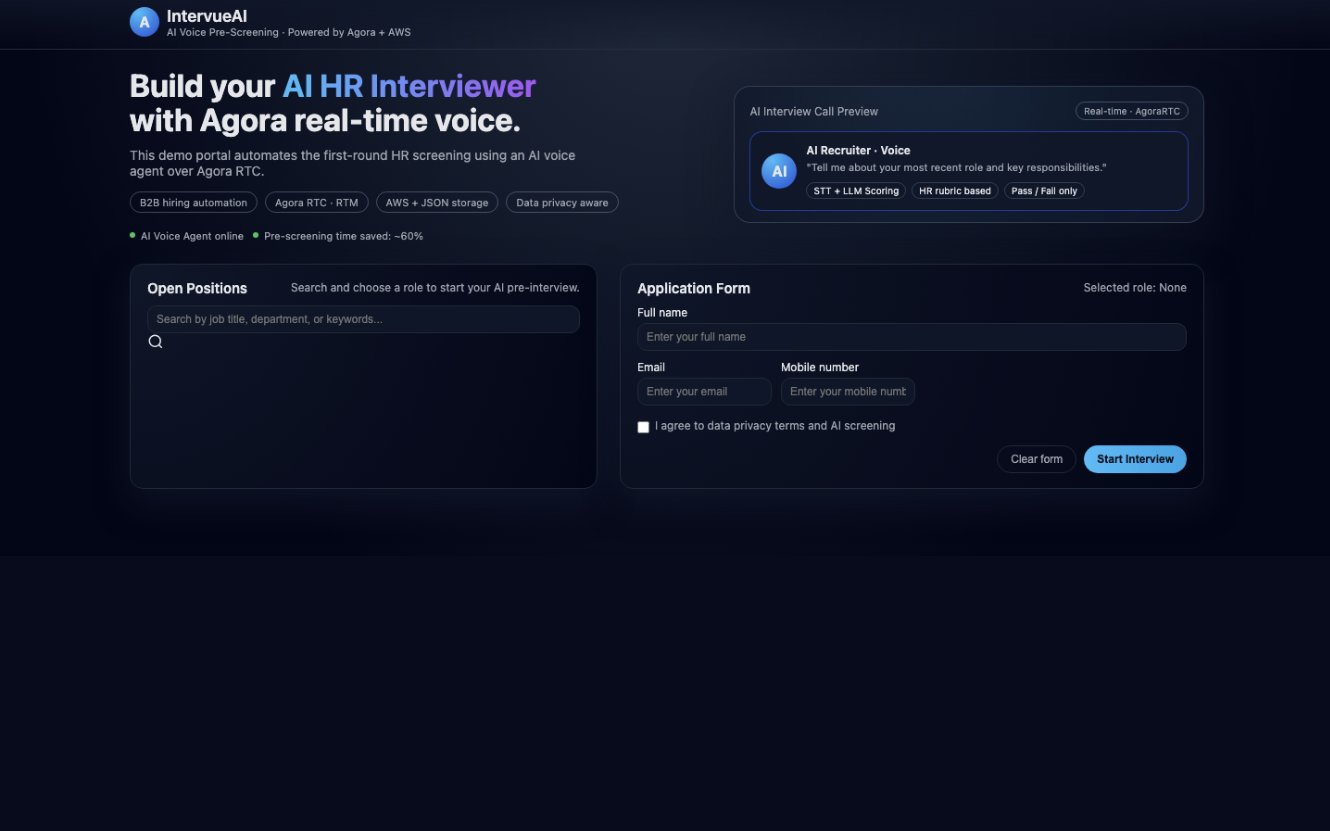 A
IntervueAI
AI Voice Pre-Screening · Powered by Agora + AWS
Build your AI HR Interviewer
with Agora real-time voice.
This demo portal automates the first-round HR screening using an AI voice
agent over Agora RTC.
B2B hiring automation
Agora RTC · RTM
AWS + JSON storage
Data privacy aware
AI Voice Agent online
Pre-screening time saved: ~60%
AI Interview Call Preview
Real-time · AgoraRTC
AI
AI Recruiter · Voice
"Tell me about your most recent role and key responsibilities."
STT + LLM Scoring
HR rubric based
Pass / Fail only
Open Positions
Search and choose a role to start your AI pre-interview.
Search by job title, department, or keywords...
Application Form
Selected role: None
Full name
Enter your full name
Email
Mobile number
Enter your email
Enter your mobile numb
I agree to data privacy terms and AI screening
Clear form
Start Interview